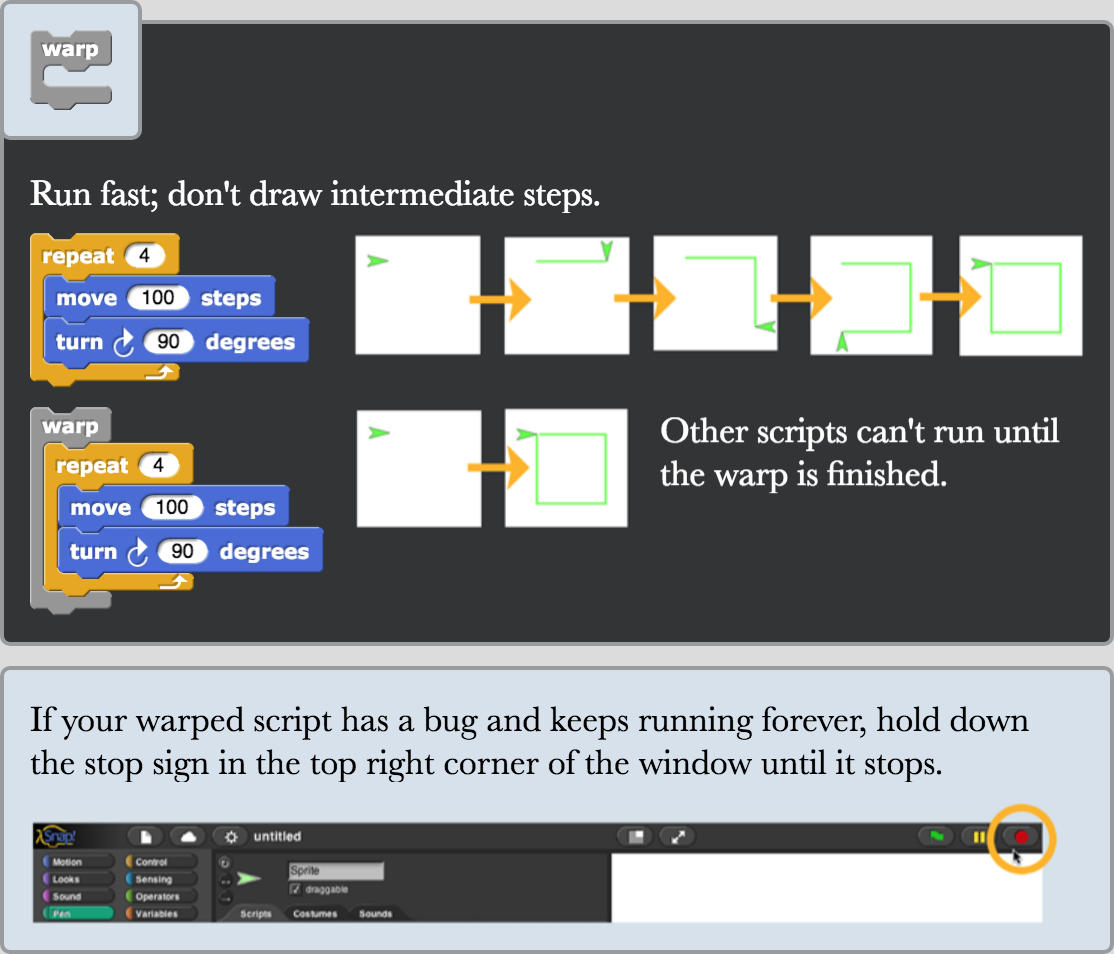 warp
Run fast; don't draw intermediate steps.
repeat 4
move 100 steps
turn 90 degrees
warp
repeat 4
move 100 steps
turn 90 degrees
Other scripts can't run until
the warp is finished.
If your warped script has a bug and keeps running forever, hold down
the stop sign in the top right corner of the window until it stops.
Snap! untitled
Motion Control
Looks Sensing
Sound Operators
Pen Variables
Sprite
draggable
Scripts Costumes Sounds